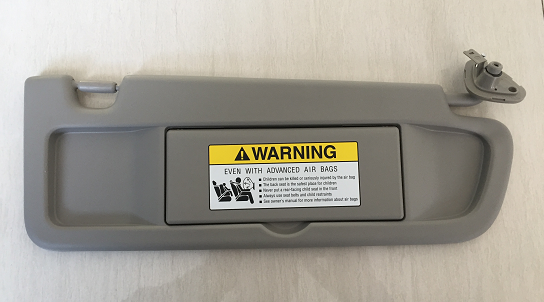 WARNING
EVEN WITH ADVANCED AIR BAGS
■ Children can be killed or seriously injured by the air bag
■ The back seat is the safest place for children
■ Never put a rear-facing child seat in the front
■ Always use seat belts and child restraints
■ See owner's manual for more information about air bags